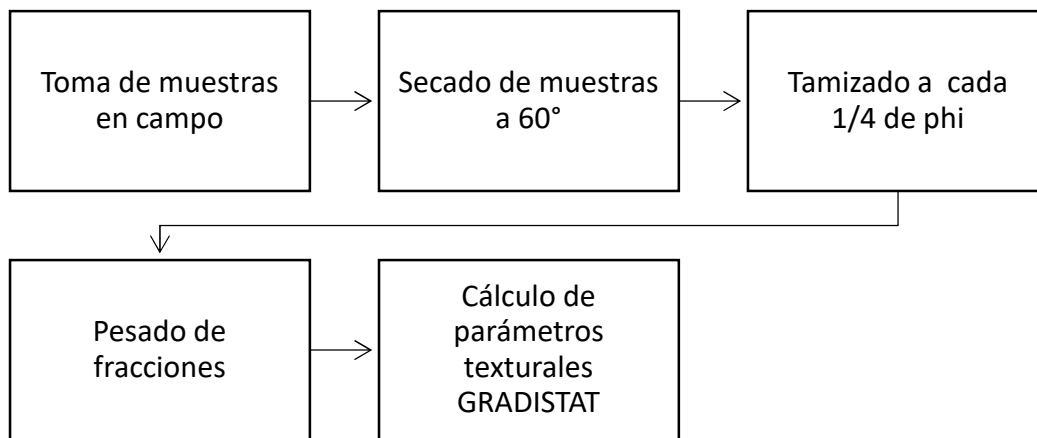 Toma de muestras
en campo
Secado de muestras
a 60°
Tamizado a  cada
1/4 de phi
Pesado de
fracciones
Cálculo de
parámetros
texturales
GRADISTAT